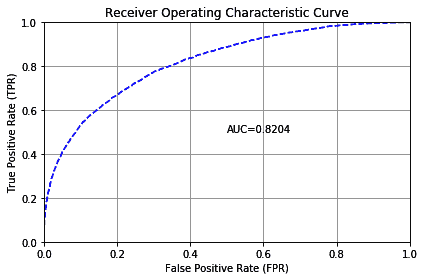 Receiver Operating Characteristic Curve
1.0
0.8
0.6
0.4
0.2
0.0
True Positive Rate (TPR)
AUC=0.8204
0.0 0.2 0.4 0.6 0.8 1.0
False Positive Rate (FPR)